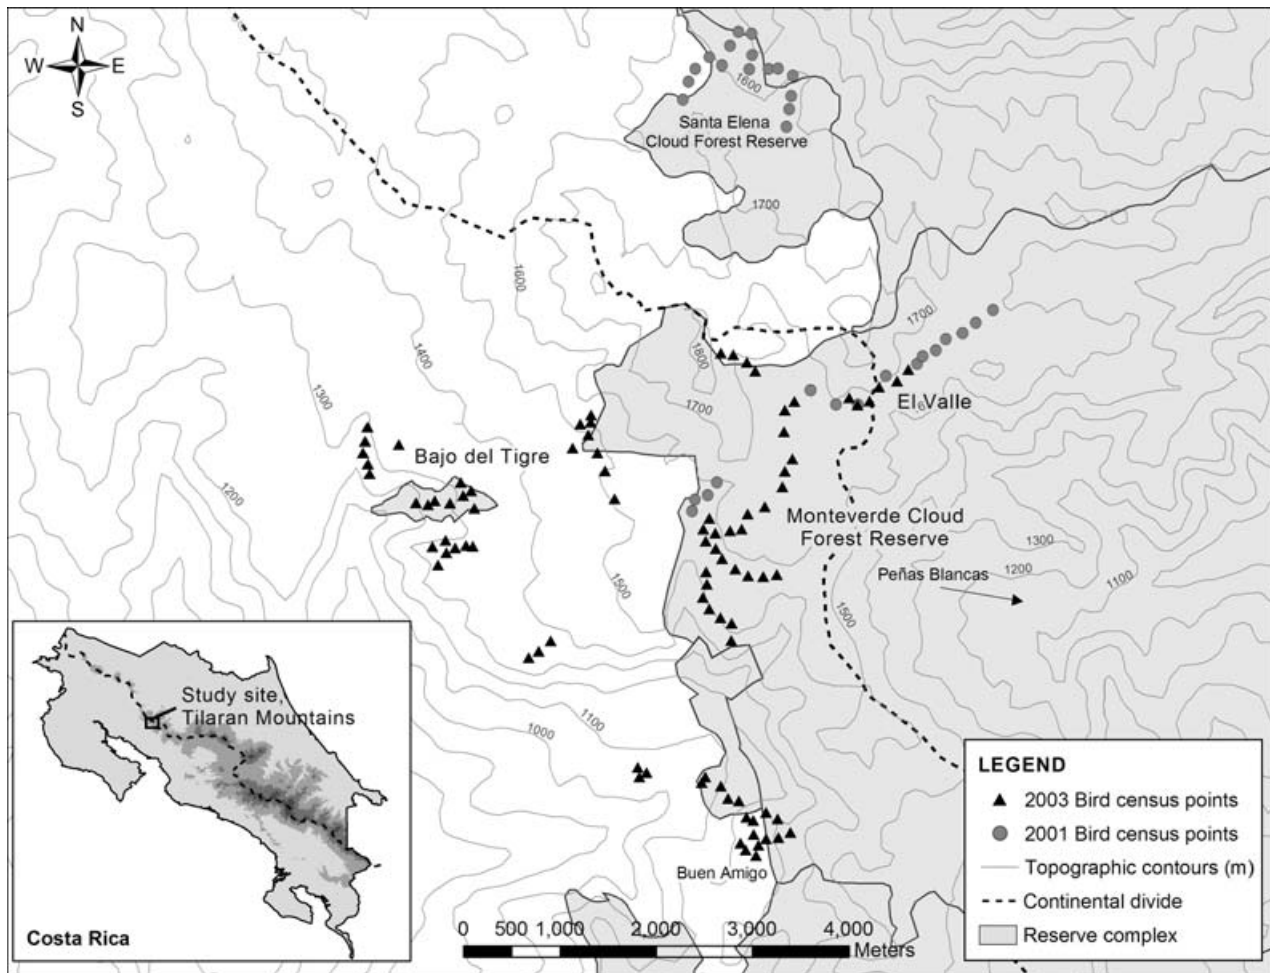 N
W E
S
1600
Santa Elena
Cloud Forest Reserve
1700
1600
1700
1800
1400
1300
1700
El Valle
Bajo del Tigre
1200
Monteverde Cloud
Forest Reserve
1300
1200
1100
Peñas Blancas
1500
1500
Study site,
Tilaran Mountains
1100
1000
Buen Amigo
Costa Rica
0 500 1,000 2,000 3,000 4,000
Meters
LEGEND
2003 Bird census points
2001 Bird census points
Topographic contours (m)
Continental divide
Reserve complex